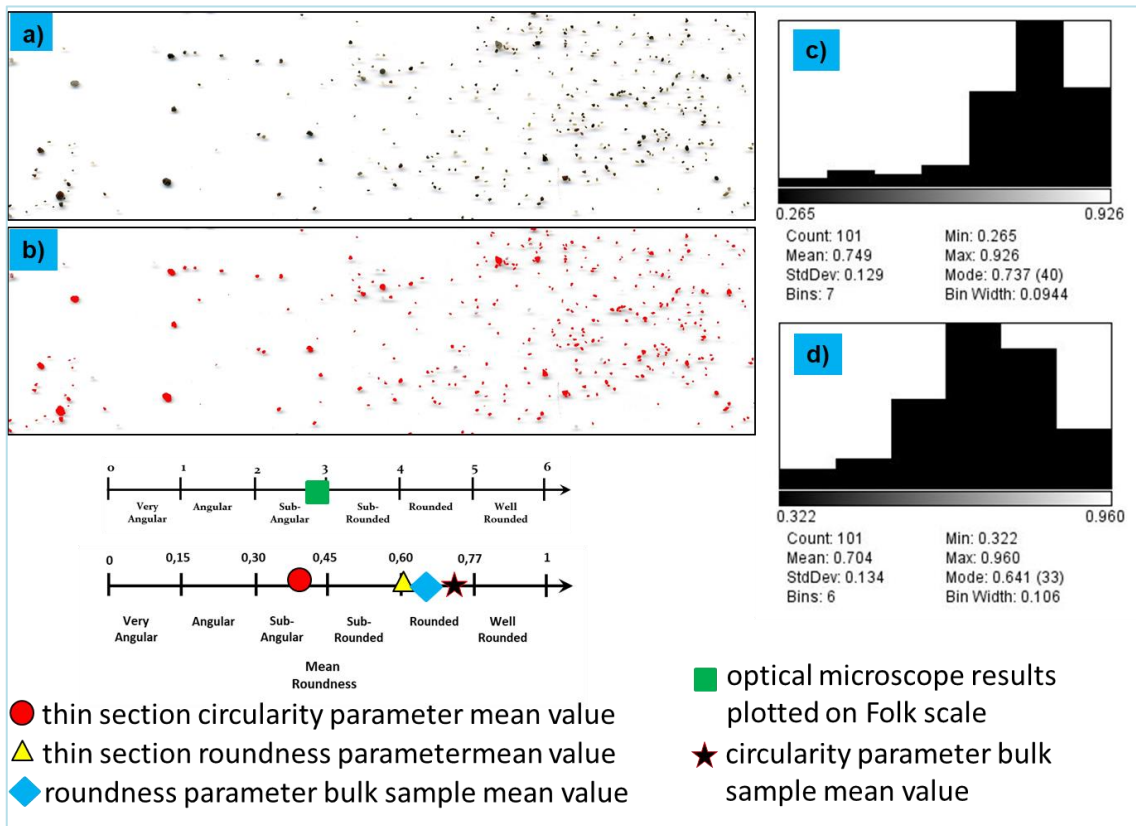 a)
b)
c)
0.265 0.926
Count: 101 Min: 0.265
Mean: 0.749 Max: 0.926
StdDev: 0.129 Mode: 0.737 (40)
Bins: 7 Bin Width: 0.0944
d)
0.322 0.960
Count: 101 Min: 0.322
Mean: 0.704 Max: 0.960
StdDev: 0.134 Mode: 0.641 (33)
Bins: 6 Bin Width: 0.106
0 1 2 3 4 5 6
Very Angular Sub- Sub- Rounded Well
Angular Angular Rounded Rounded
0 0,15 0,30 0,45 0,60 0,77 1
Very Angular Sub- Sub- Rounded Well
Angular Angular Rounded Rounded
Mean
Roundness
thin section circularity parameter mean value
thin section roundness parametermean value
roundness parameter bulk sample mean value
optical microscope results
plotted on Folk scale
circularity parameter bulk
sample mean value